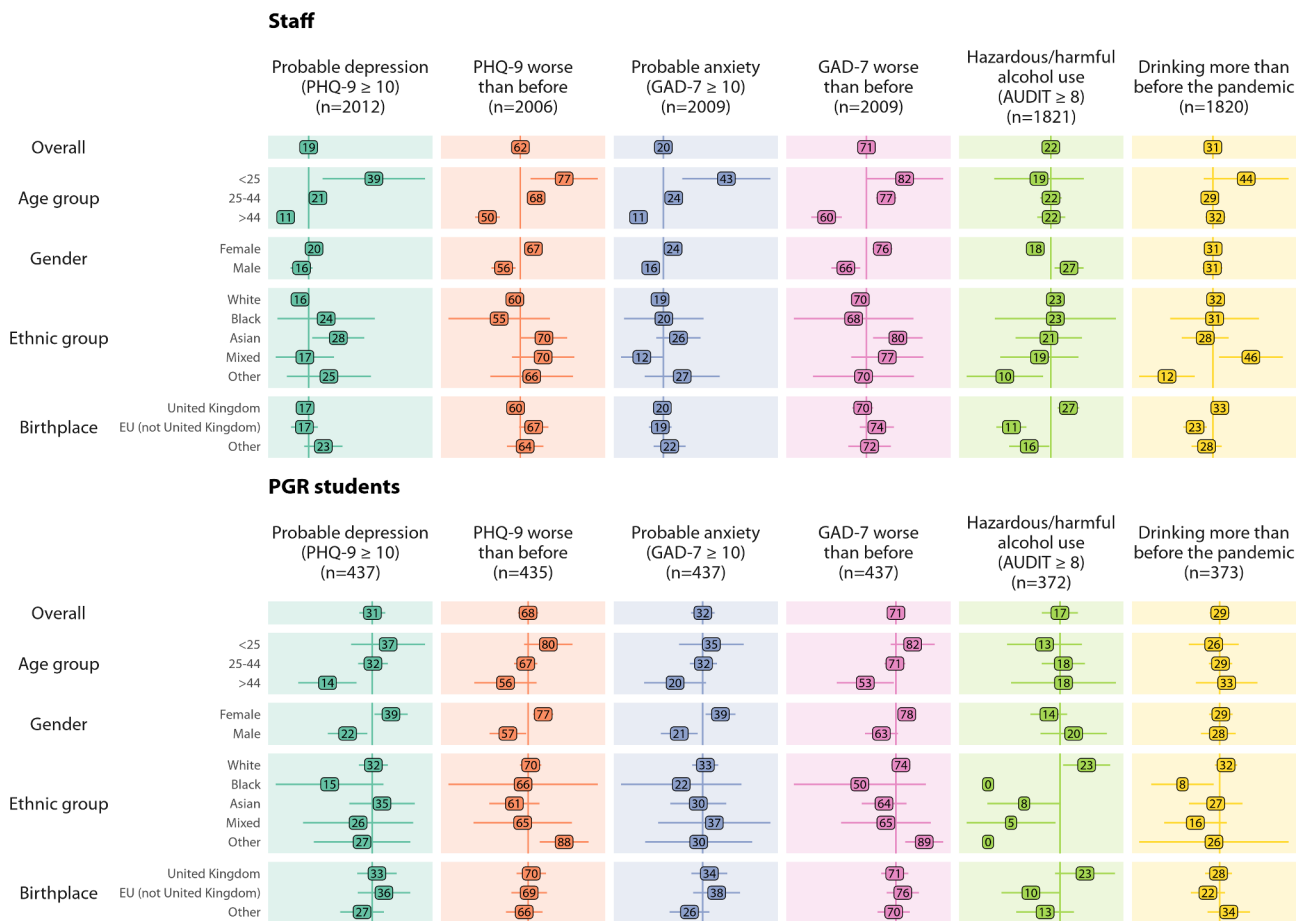 Staff
Probable depression
(PHQ-9 ≥ 10)
(n=2012)
PHQ-9 worse
than before
(n=2006)
Probable anxiety
(GAD-7 ≥ 10)
(n=2009)
GAD-7 worse
than before
(n=2009)
Hazardous/harmful
alcohol use
(AUDIT ≥ 8)
(n=1821)
Drinking more than
before the pandemic
(n=1820)
Overall 19 62 20 71 22 31
Age group
<25 39 77 43 82 19 44
25-44 21 68 24 77 22 29
>44 11 50 11 60 22 32
Gender
Female 20 67 24 76 18 31
Male 16 56 16 66 27 31
Ethnic group
White 16 60 19 70 23 32
Black 24 55 20 68 23 31
Asian 28 70 26 80 21 28
Mixed 17 70 12 77 19 46
Other 25 66 27 70 10 12
Birthplace
United Kingdom 17 60 20 70 27 33
EU (not United Kingdom) 17 67 19 74 11 23
Other 23 64 22 72 16 28
PGR students
Probable depression
(PHQ-9 ≥ 10)
(n=437)
PHQ-9 worse
than before
(n=435)
Probable anxiety
(GAD-7 ≥ 10)
(n=437)
GAD-7 worse
than before
(n=437)
Hazardous/harmful
alcohol use
(AUDIT ≥ 8)
(n=372)
Drinking more than
before the pandemic
(n=373)
Overall 31 68 32 71 17 29
Age group
<25 37 80 35 82 13 26
25-44 32 67 32 71 18 29
>44 14 56 20 53 18 33
Gender
Female 39 77 39 78 14 29
Male 22 57 21 63 20 28
Ethnic group
White 32 70 33 74 23 32
Black 15 66 22 50 0 8
Asian 35 61 30 64 8 27
Mixed 26 65 37 65 5 16
Other 27 88 30 89 0 26
Birthplace
United Kingdom 33 70 34 71 23 28
EU (not United Kingdom) 36 69 38 76 10 22
Other 27 66 26 70 13 34